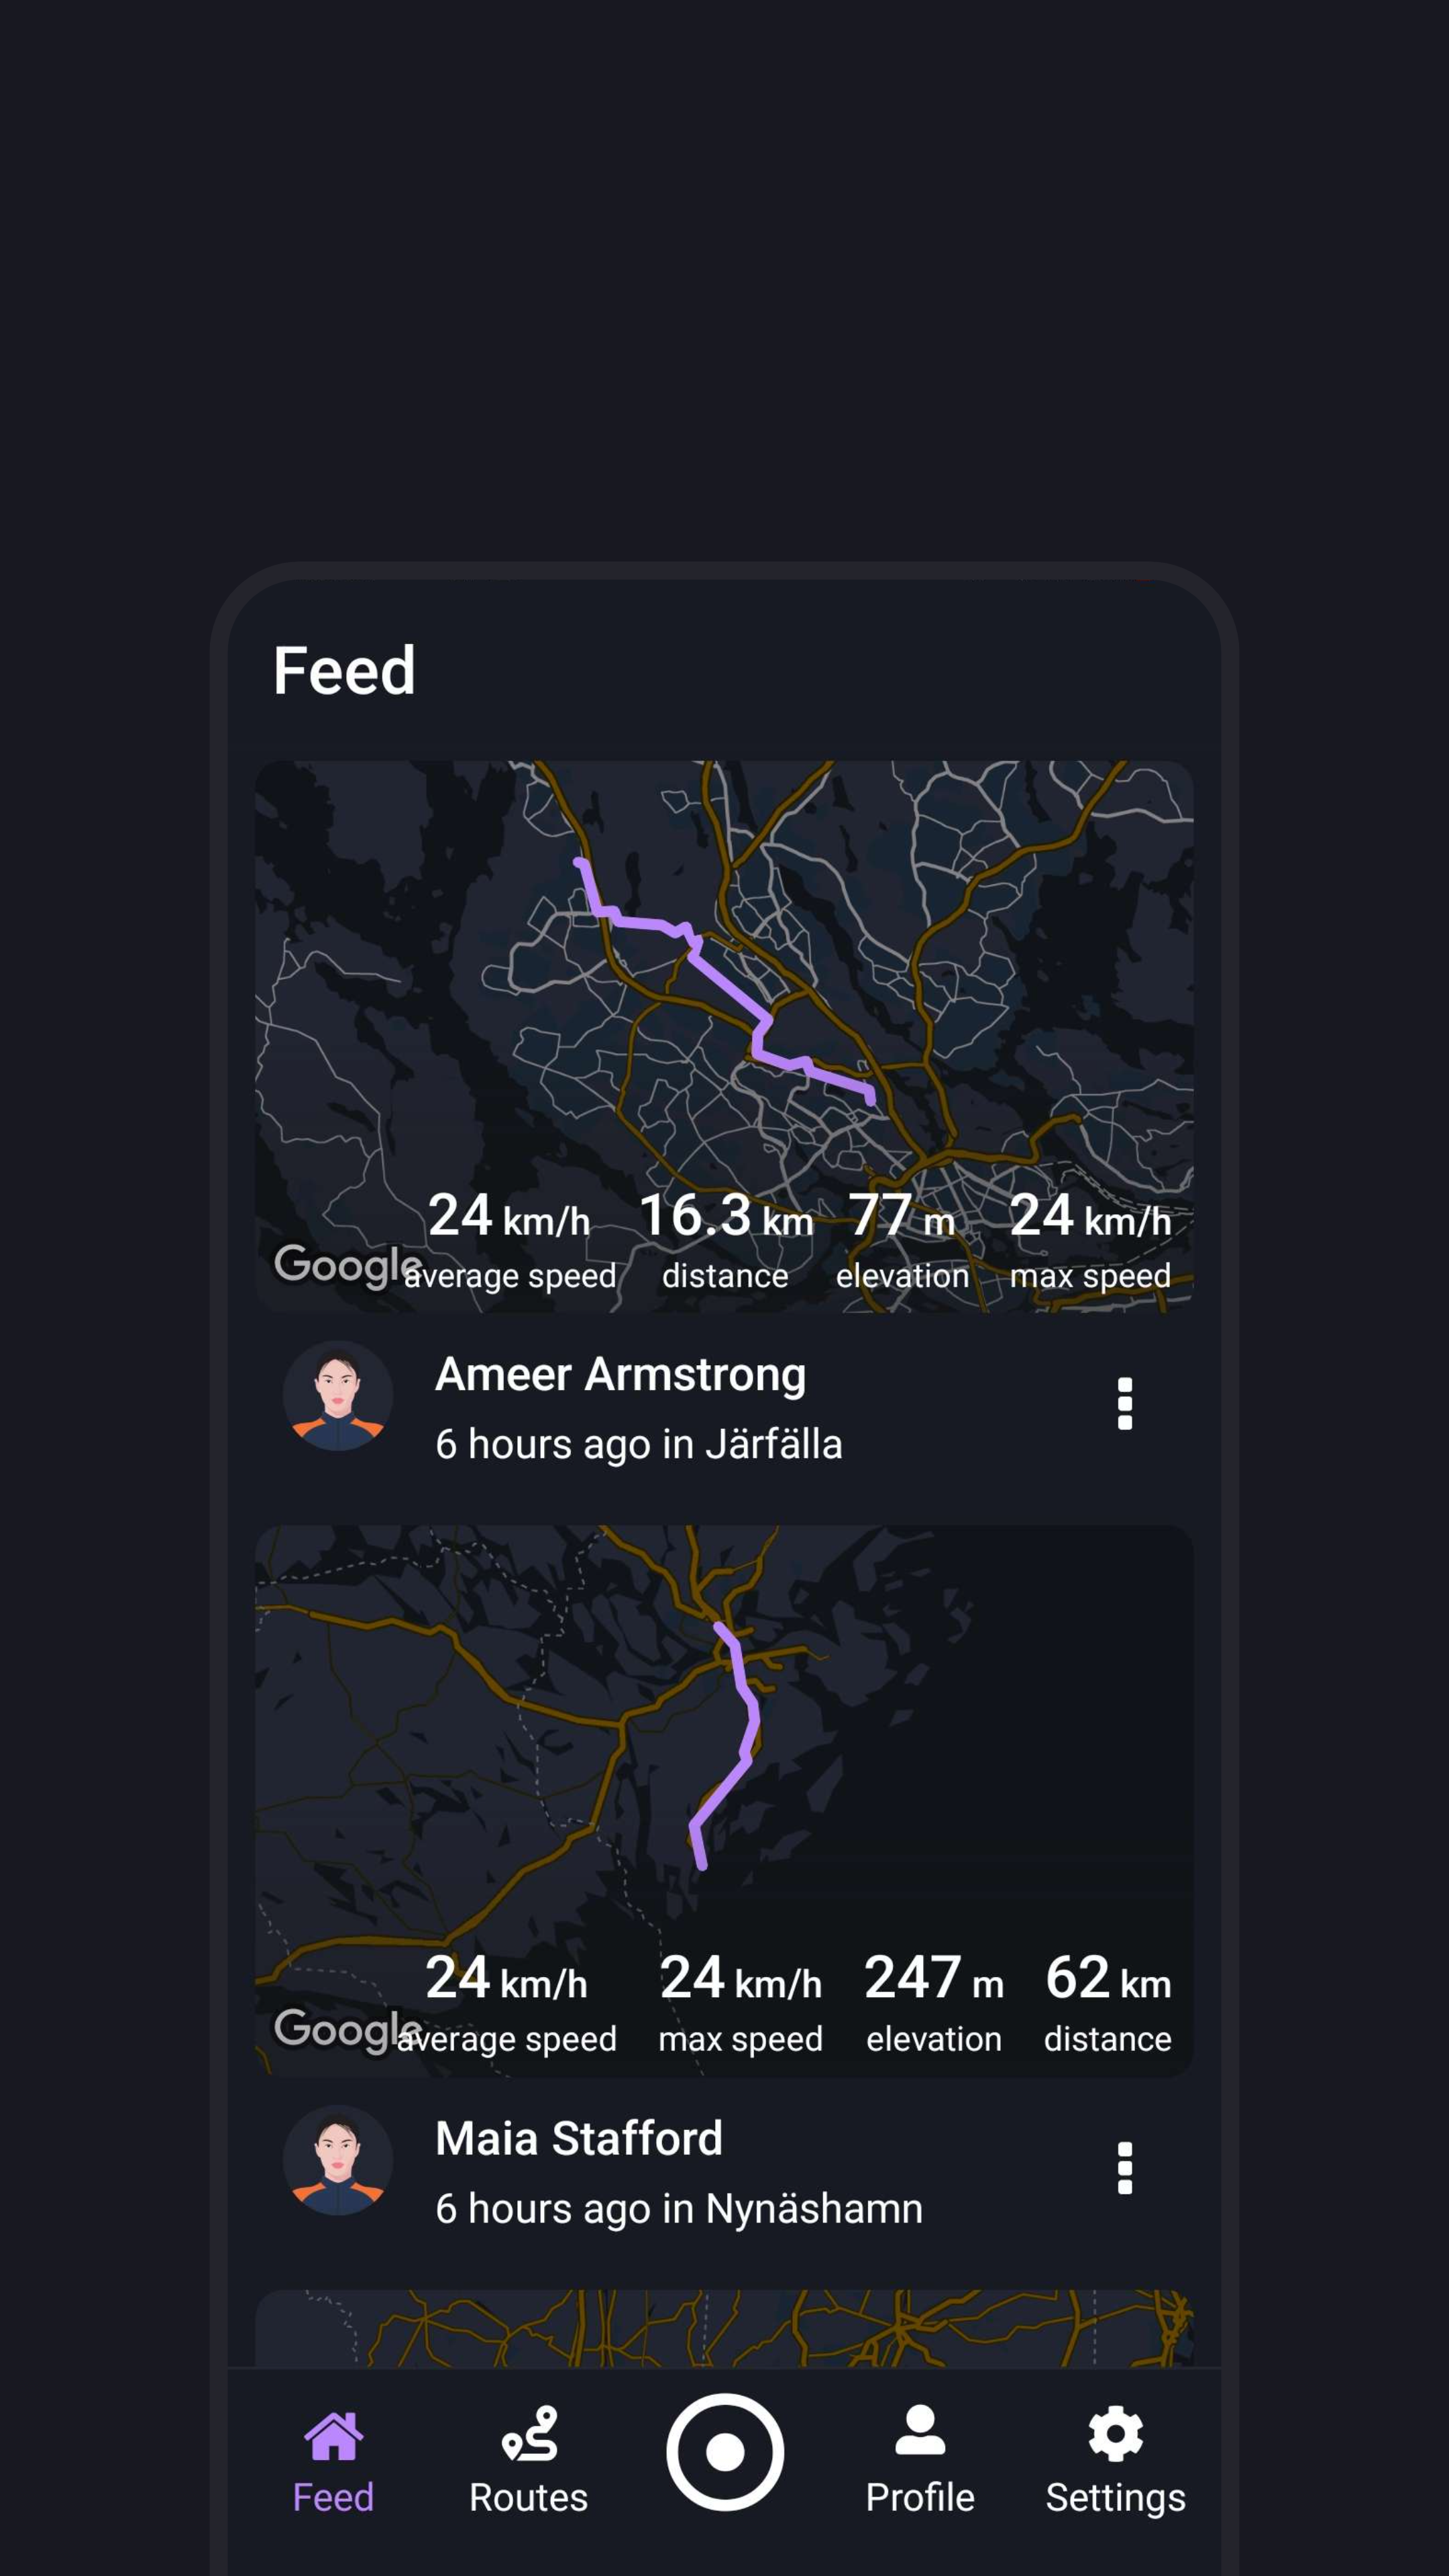 Feed
24 km/h 16.3 km 77 m 24 km/h
Google average speed distance elevation max speed
Ameer Armstrong
6 hours ago in Järfälla
24 km/h 24 km/h 247 m 62 km
Google average speed max speed elevation distance
Maia Stafford
6 hours ago in Nynäshamn
Feed Routes Profile Settings